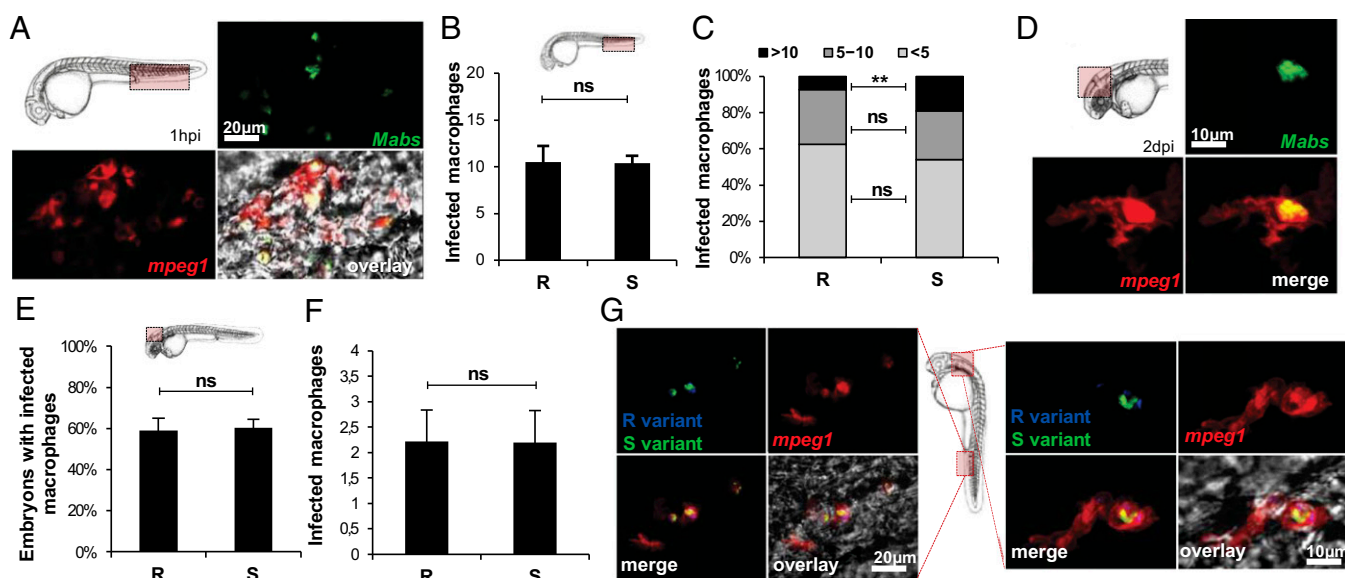 A
1hpi
20µm
Mabs
mpeg1
overlay
B
Infected macrophages
20
15
10
5
0
ns
R
S
C
>10
5–10
<5
Infected macrophages
100%
80%
60%
40%
20%
0%
**
ns
ns
R
S
D
2dpi
10µm
Mabs
mpeg1
merge
E
Embryons with infected
macrophages
100%
80%
60%
40%
20%
0%
ns
R
S
F
Infected macrophages
4
3,5
3
2,5
2
1,5
1
0,5
0
ns
R
S
G
R variant
S variant
mpeg1
merge
overlay
20µm
R variant
S variant
mpeg1
merge
overlay
10µm